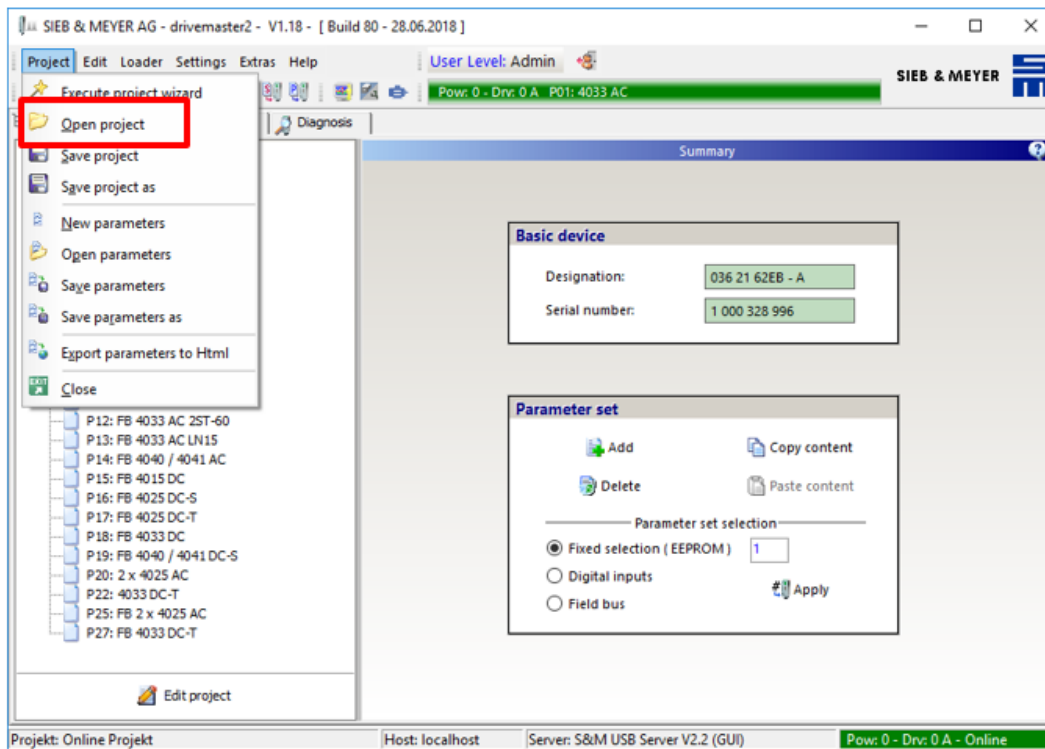 SIEB & MEYER AG - drivemaster2 - V1.18 - [ Build 80 - 28.06.2018 ]
Project Edit Loader Settings Extras Help
User Level: Admin
SIEB & MEYER
Pow: 0 - Drv: 0 A P01: 4033 AC
Execute project wizard
Open project
Save project
Save project as
New parameters
Open parameters
Save parameters
Save parameters as
Export parameters to Html
EXIT Close
Diagnosis
P12: FB 4033 AC 2ST-60
P13: FB 4033 AC LN15
P14: FB 4040 / 4041 AC
P15: FB 4015 DC
P16: FB 4025 DC-S
P17: FB 4025 DC-T
P18: FB 4033 DC
P19: FB 4040 / 4041 DC-S
P20: 2 x 4025 AC
P22: 4033 DC-T
P25: FB 2 x 4025 AC
P27: FB 4033 DC-T
Edit project
Summary
Basic device
Designation: 036 21 62EB - A
Serial number: 1 000 328 996
Parameter set
Add Copy content
Delete Paste content
Parameter set selection
Fixed selection ( EEPROM ) 1
Digital inputs
Apply
Field bus
Projekt: Online Projekt Host: localhost Server: S&M USB Server V2.2 (GUI) Pow: 0 - Drv: 0 A - Online